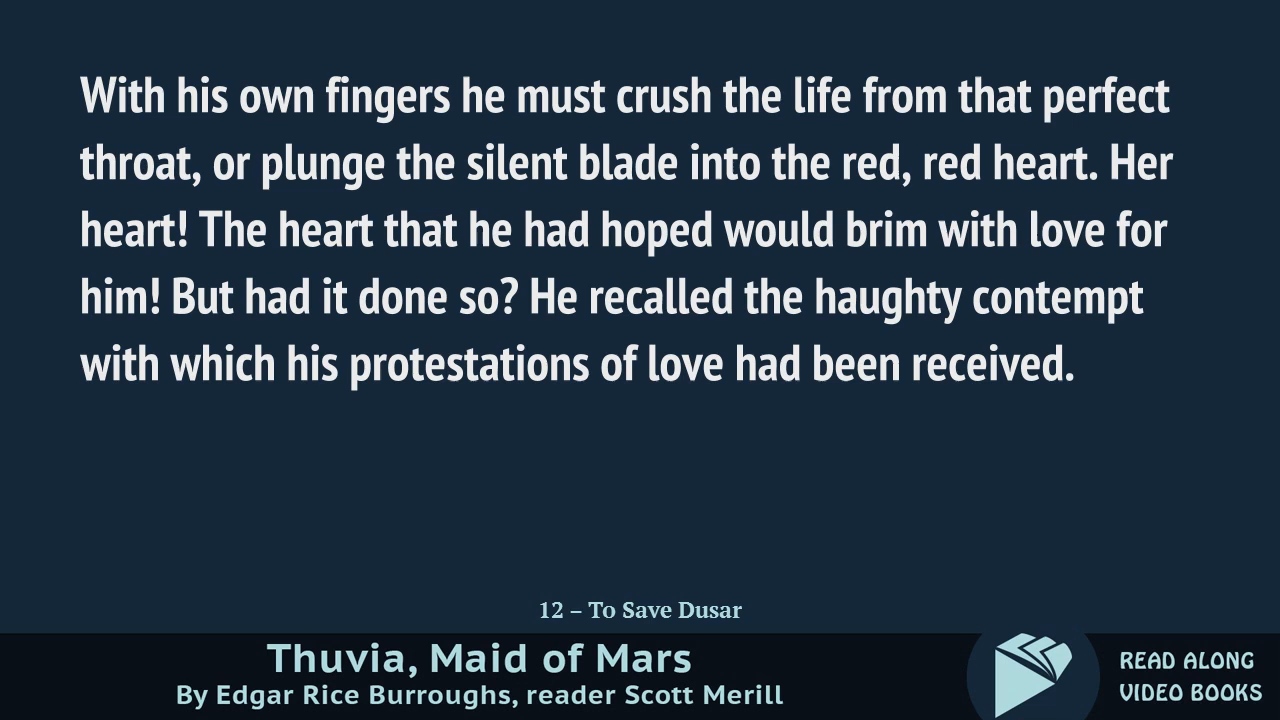 With his own fingers he must crush the life from that perfect
throat, or plunge the silent blade into the red, red heart. Her
heart! The heart that he had hoped would brim with love for
him! But had it done so? He recalled the haughty contempt
with which his protestations of love had been received.
12 – To Save Dusar
Thuvia, Maid of Mars
By Edgar Rice Burroughs, reader Scott Merill
READ ALONG
VIDEO BOOKS